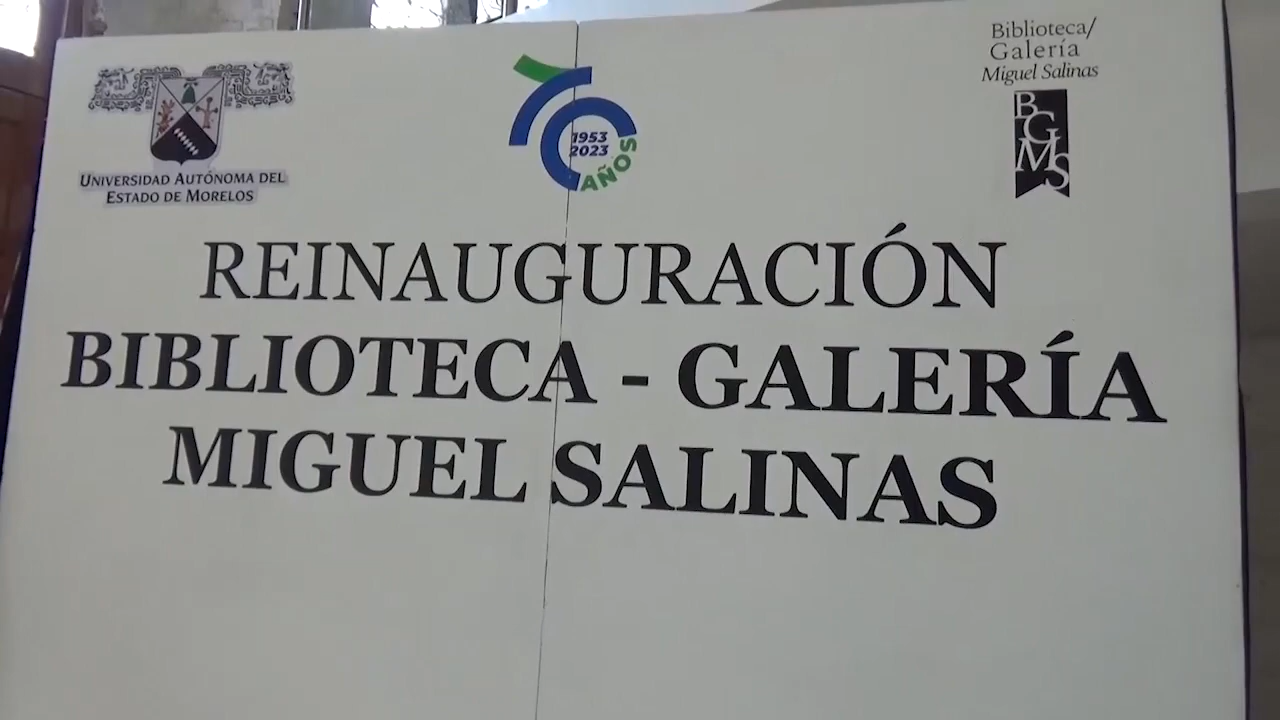 UNIVERSIDAD AUTÓNOMA DEL
ESTADO DE MORELOS
70
1953
2023
AÑOS
Biblioteca/
Galería
Miguel Salinas
BGMS
REINAUGURACIÓN
BIBLIOTECA - GALERÍA
MIGUEL SALINAS